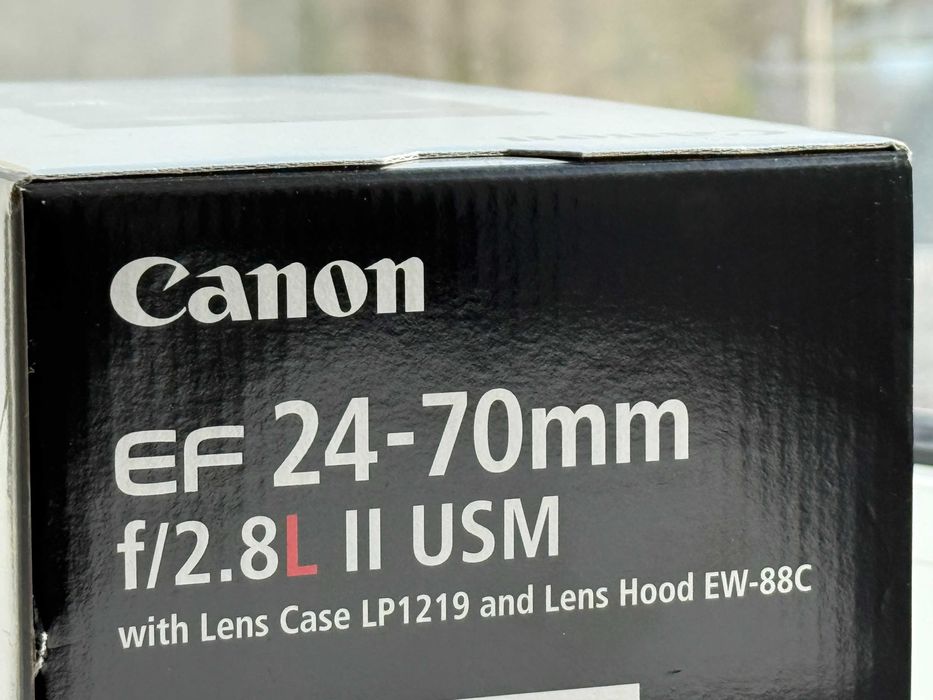 Canon
EF 24-70mm
f/2.8L II USM
with Lens Case LP1219 and Lens Hood EW-88C